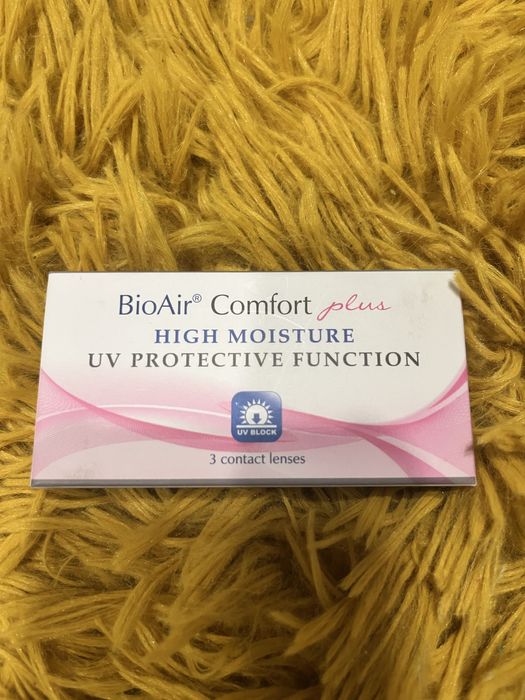 BioAir® Comfort plus
HIGH MOISTURE
UV PROTECTIVE FUNCTION
UV BLOCK
3 contact lenses